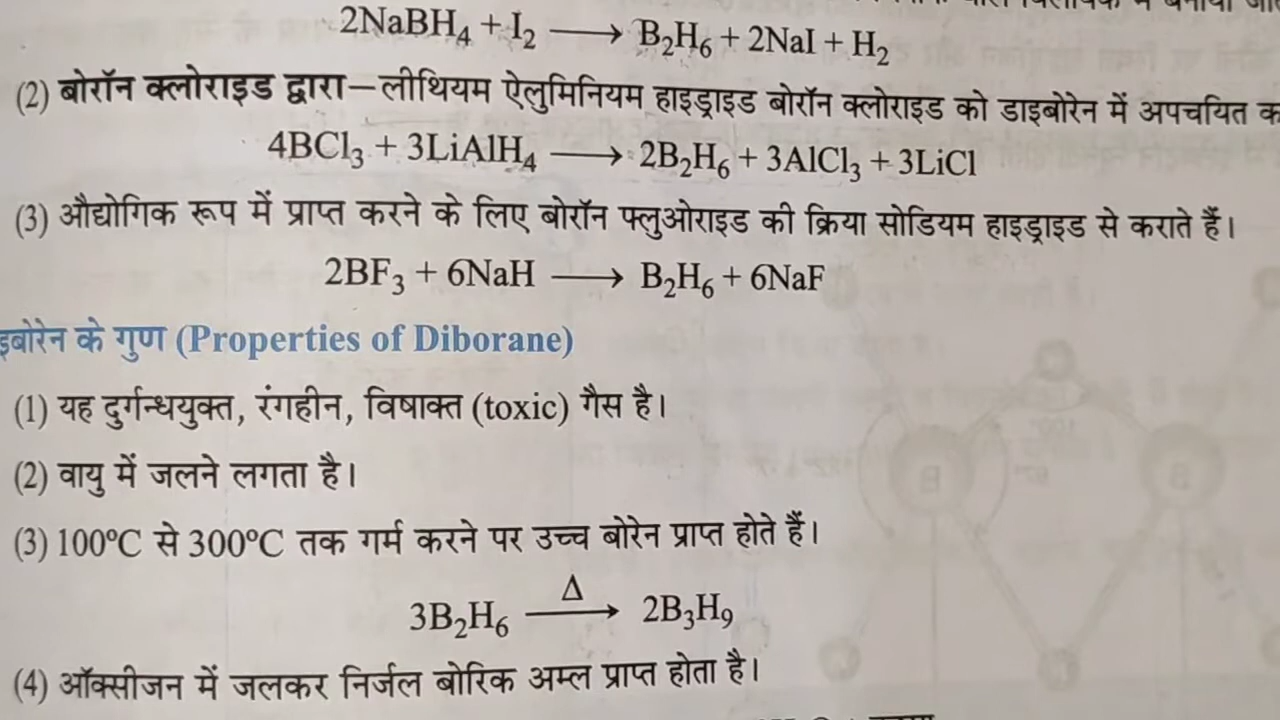 2NaBH₄ + I₂ ⟶ B₂H₆ + 2NaI + H₂
(2) बोरॉन क्लोराइड द्वारा—लीथियम ऐलुमिनियम हाइड्राइड बोरॉन क्लोराइड को डाइबोरेन में अपचयित क
4BCl₃ + 3LiAlH₄ ⟶ 2B₂H₆ + 3AlCl₃ + 3LiCl
(3) औद्योगिक रूप में प्राप्त करने के लिए बोरॉन फ्लुओराइड की क्रिया सोडियम हाइड्राइड से कराते हैं।
2BF₃ + 6NaH ⟶ B₂H₆ + 6NaF
इबोरेन के गुण (Properties of Diborane)
(1) यह दुर्गन्धयुक्त, रंगहीन, विषाक्त (toxic) गैस है।
(2) वायु में जलने लगता है।
(3) 100°C से 300°C तक गर्म करने पर उच्च बोरेन प्राप्त होते हैं।
3B₂H₆ —Δ→ 2B₃H₉
(4) ऑक्सीजन में जलकर निर्जल बोरिक अम्ल प्राप्त होता है।